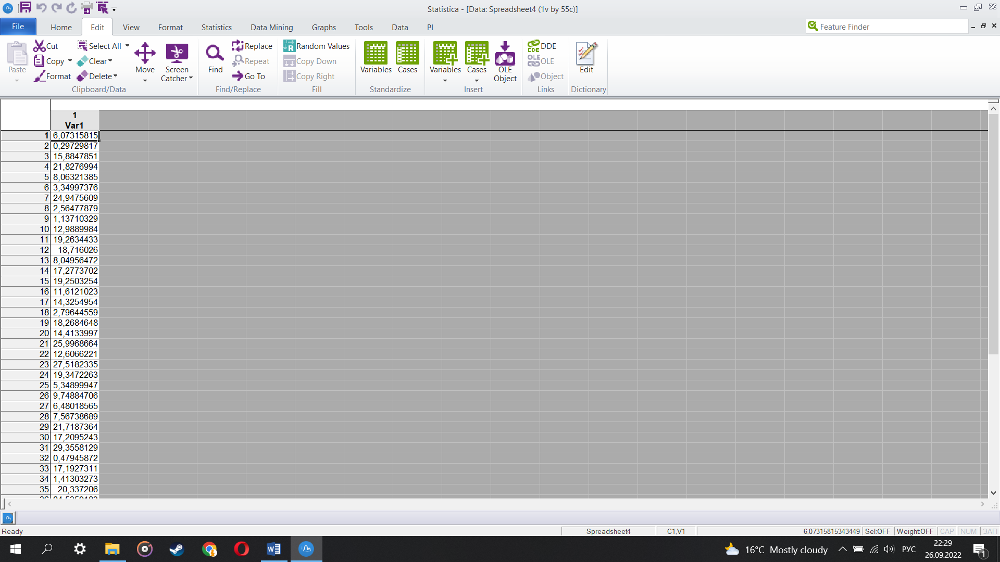 Statistica - [Data: Spreadsheet4 (1v by 55c)]
File Home Edit View Format Statistics Data Mining Graphs Tools Data PI Feature Finder
Paste Cut Copy Format Select All Clear Delete Move Screen Catcher
Clipboard/Data
Find Replace Repeat Go To
Find/Replace
Random Values Copy Down Copy Right
Fill
Variables Cases
Standardize
Variables Cases OLE Object
Insert
DDE OLE Object
Links
Edit
Dictionary
1
Var1
1 6,07315815
2 0,29729817
3 15,8847851
4 21,8276994
5 8,06321385
6 3,34997376
7 24,9475609
8 2,56477879
9 1,13710329
10 12,9889984
11 19,2634433
12 18,716026
13 8,04956472
14 17,2773702
15 19,2503254
16 11,6121023
17 14,3254954
18 2,79644559
19 18,2684648
20 14,4133997
21 25,9968664
22 12,6066221
23 27,5182335
24 19,3472263
25 5,34899947
26 9,74884706
27 6,48018565
28 7,56738689
29 21,7187364
30 17,2095243
31 29,3558129
32 0,47945872
33 17,1927311
34 1,41303273
35 20,337206
Ready Spreadsheet4 C1,V1 6,07315815343449 Sel:OFF Weight:OFF CAP NUM ЗАП
16°C Mostly cloudy РУС 22:29
26.09.2022
1